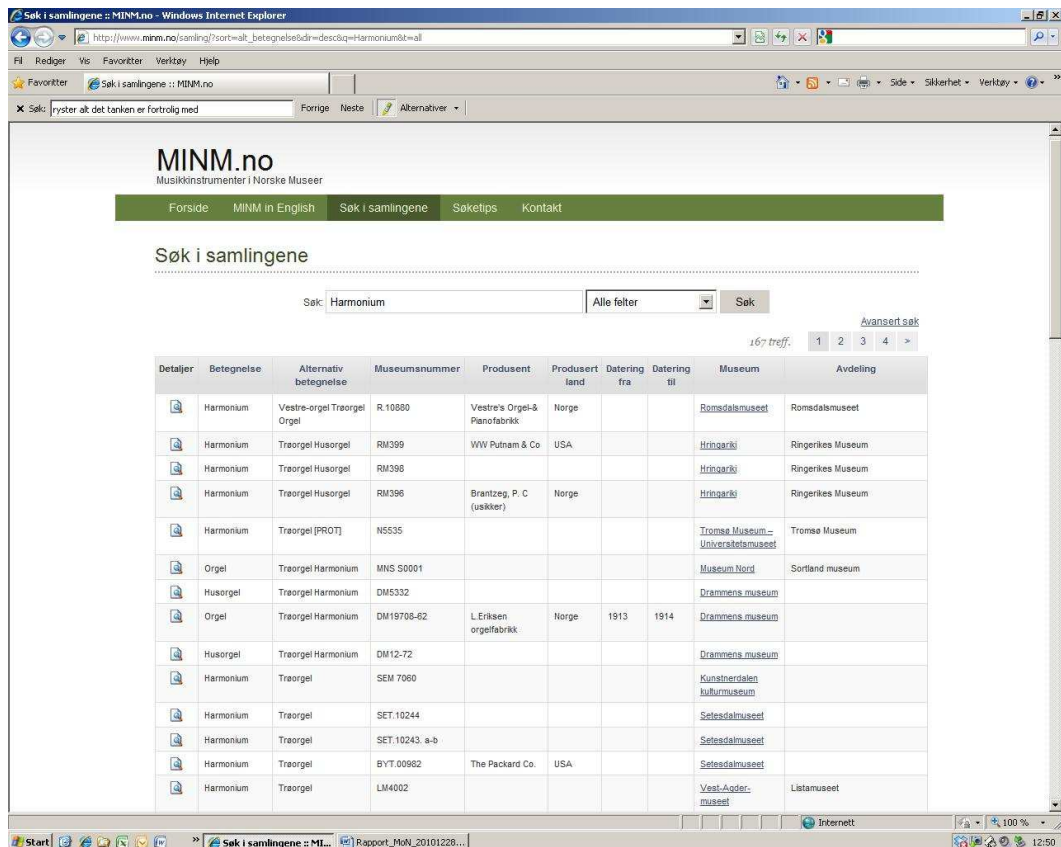 Søk i samlingene :: MINM.no - Windows Internet Explorer
http://www.minm.no/samling/?sort=alt_betegnelse&dir=desc&q=Harmonium&t=all
Fil Rediger Vis Favoritter Verktøy Hjelp
Favoritter Søk i samlingene :: MINM.no Side Sikkerhet Verktøy
Søk: ryster alt det tanken er fortrolig med Forrige Neste Alternativer
MINM.no
Musikkinstrumenter i Norske Museer
Forside MINM in English Søk i samlingene Søketips Kontakt
Søk i samlingene
Søk: Harmonium Alle felter Søk
Avansert søk
167 treff. 1 2 3 4 >
Detaljer Betegnelse Alternativ Museumsnummer Produsent Produsert Datering Datering Museum Avdeling
betegnelse land fra til
Harmonium Vestre-orgel Trøorgel R.10880 Vestre's Orgel-& Norge Romsdalsmuseet Romsdalsmuseet
Orgel Pianofabrikk
Harmonium Trøorgel Husorgel RM399 WW Putnam & Co USA Hringariki Ringerikes Museum
Harmonium Trøorgel Husorgel RM398 Hringariki Ringerikes Museum
Harmonium Trøorgel Husorgel RM396 Brantzeg, P. C Norge Hringariki Ringerikes Museum
(usikker)
Harmonium Trøorgel [PROT] N5535 Tromsø Museum – Tromsø Museum
Universitetsmuseet
Orgel Trøorgel Harmonium MNS S0001 Museum Nord Sortland museum
Husorgel Trøorgel Harmonium DM5332 Drammens museum
Orgel Trøorgel Harmonium DM19708-62 L.Eriksen Norge 1913 1914 Drammens museum
orgelfabrikk
Husorgel Trøorgel Harmonium DM12-72 Drammens museum
Harmonium Trøorgel SEM 7060 Kunstnerdalen
kulturmuseum
Harmonium Trøorgel SET.10244 Setesdalmuseet
Harmonium Trøorgel SET.10243. a-b Setesdalmuseet
Harmonium Trøorgel BYT.00982 The Packard Co. USA Setesdalmuseet
Harmonium Trøorgel LM4002 Vest-Agder- Listamuseet
museet
Internett 100 %
Start » Søk i samlingene :: MI... Rapport_MoN_20101228... 12:50